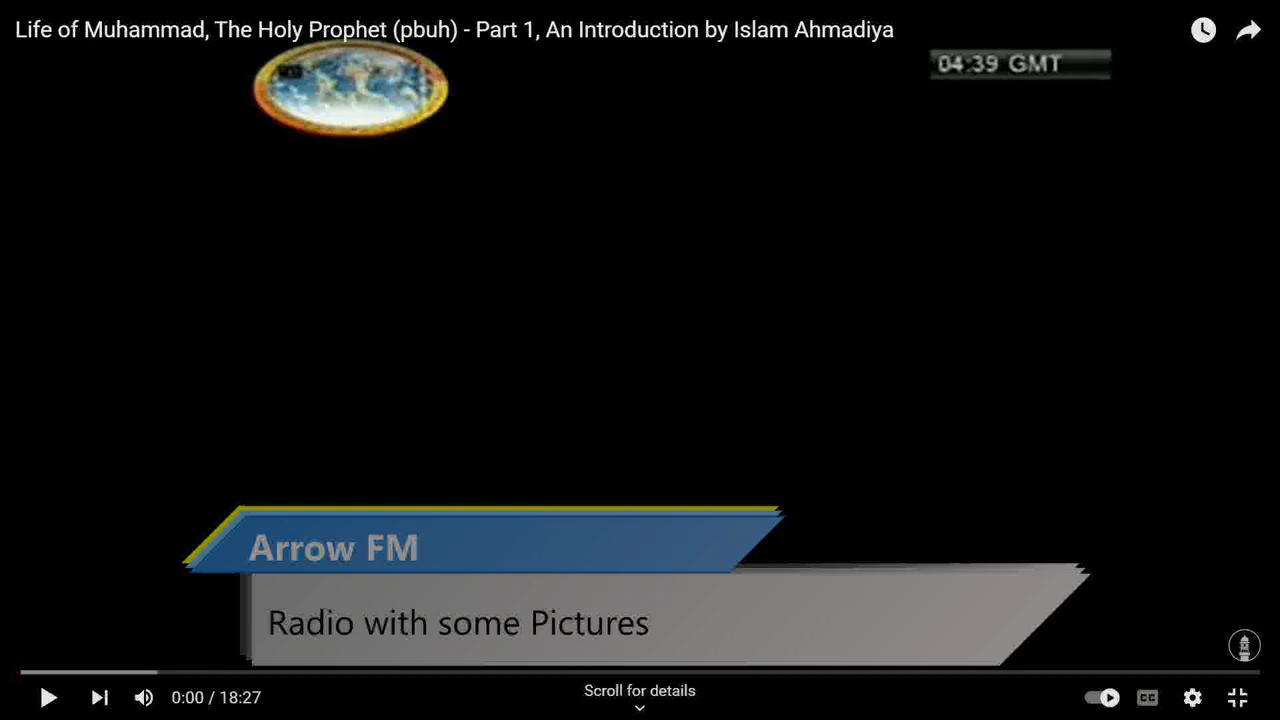 Life of Muhammad, The Holy Prophet (pbuh) - Part 1, An Introduction by Islam Ahmadiya
04:39 GMT
Arrow FM
Radio with some Pictures
Scroll for details
0:00 / 18:27
CC